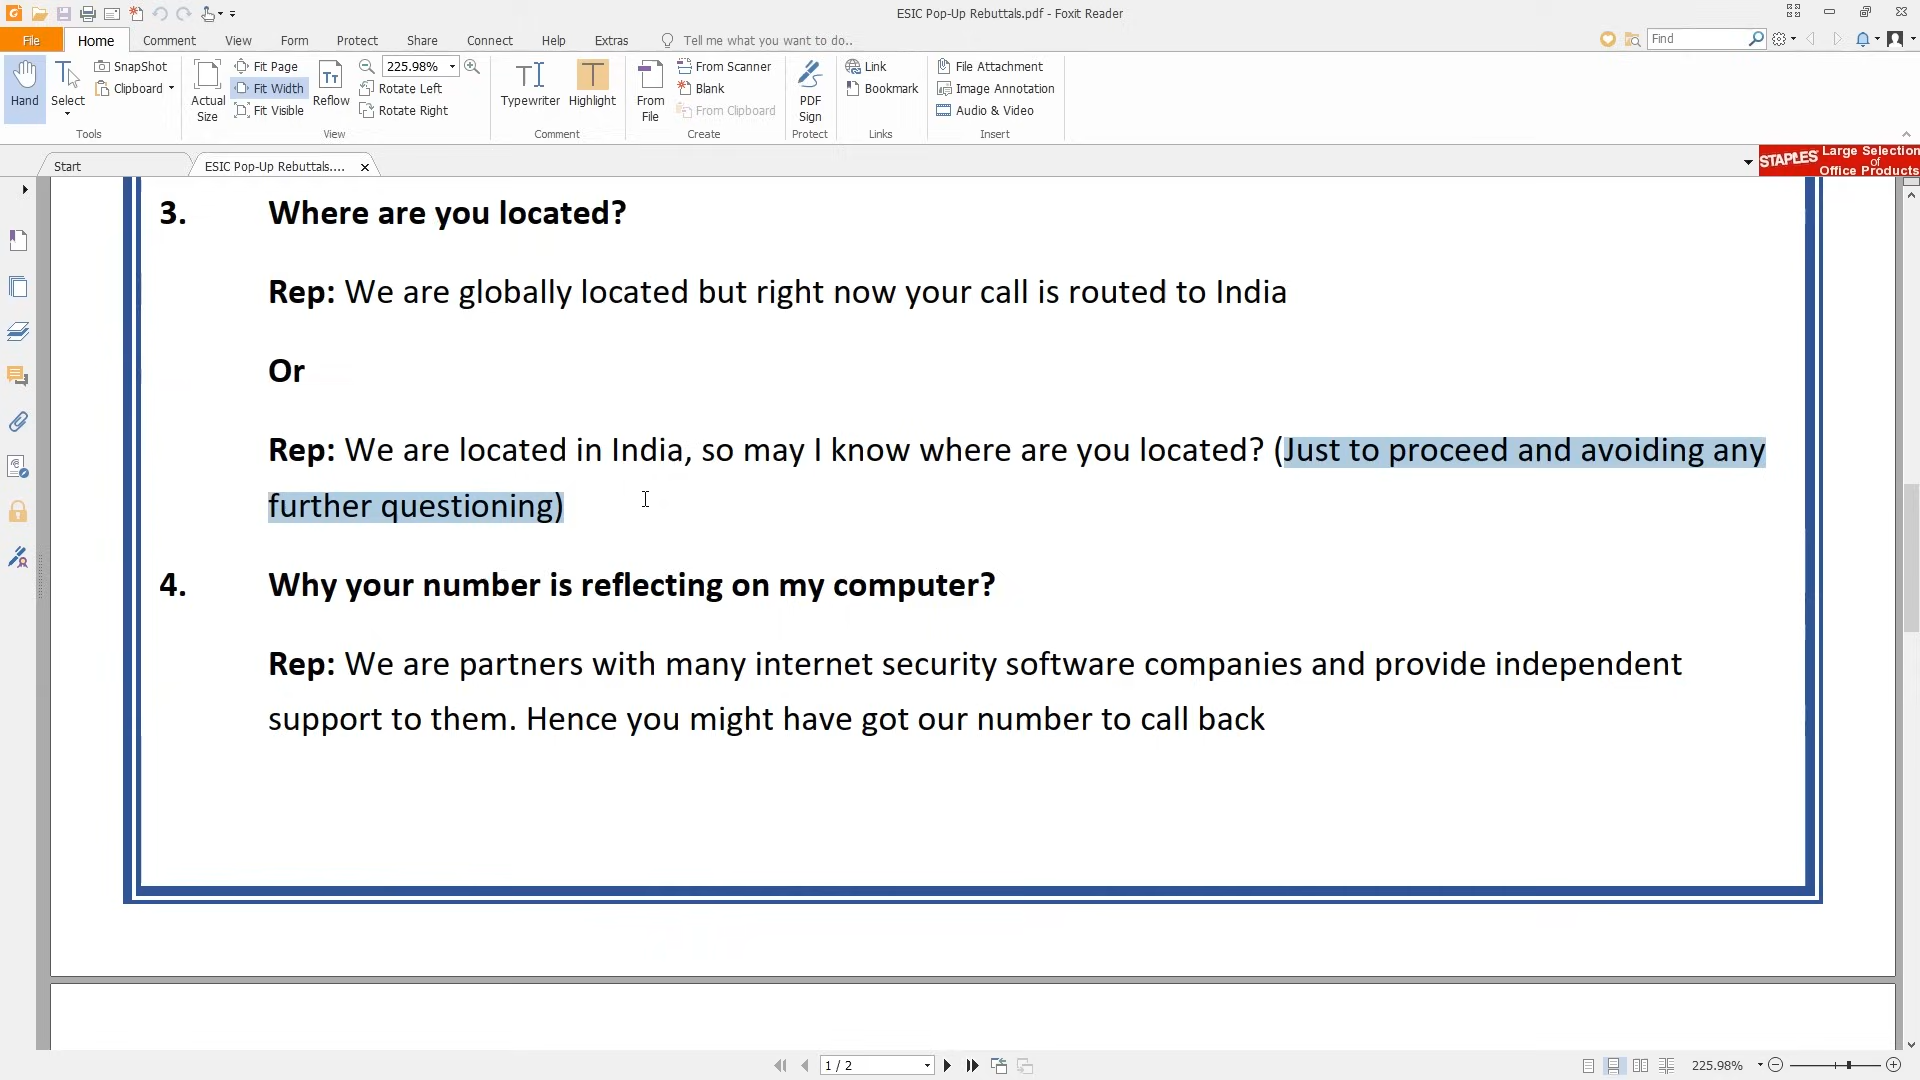 ESIC Pop-Up Rebuttals.pdf - Foxit Reader
File Home Comment View Form Protect Share Connect Help Extras Tell me what you want to do.. Find
Hand
Select
SnapShot
Clipboard
Tools
Actual
Size
Fit Page
Fit Width
Fit Visible
Reflow
225.98%
Rotate Left
Rotate Right
View
Typewriter
Highlight
Comment
From
File
From Scanner
Blank
From Clipboard
Create
PDF
Sign
Protect
Link
Bookmark
Links
File Attachment
Image Annotation
Audio & Video
Insert
Start
ESIC Pop-Up Rebuttals....
STAPLES Large Selection
of
Office Products
3. Where are you located?
Rep: We are globally located but right now your call is routed to India
Or
Rep: We are located in India, so may I know where are you located? (Just to proceed and avoiding any
further questioning)
4. Why your number is reflecting on my computer?
Rep: We are partners with many internet security software companies and provide independent
support to them. Hence you might have got our number to call back
1 / 2
225.98%